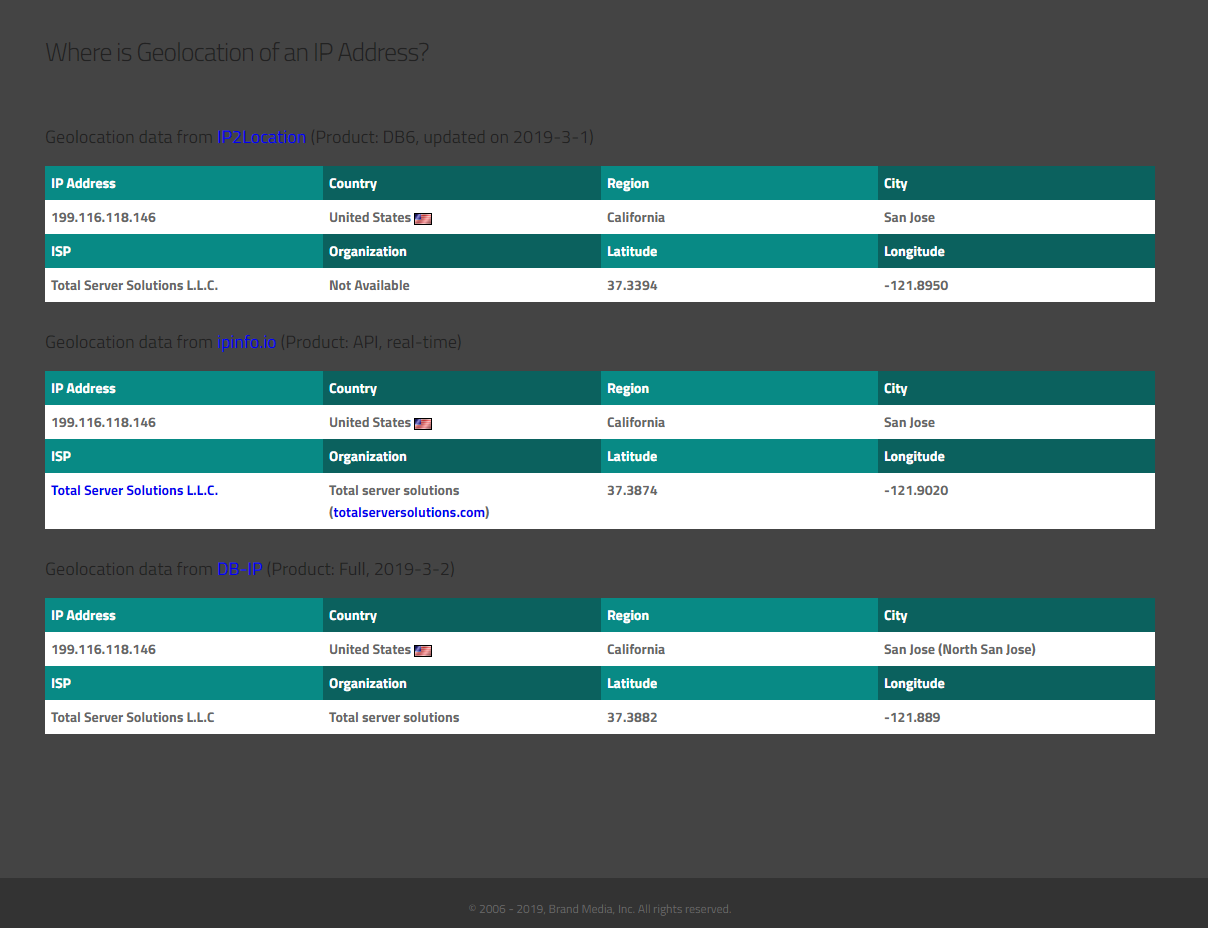 Where is Geolocation of an IP Address?
Geolocation data from IP2Location (Product: DB6, updated on 2019-3-1)
IP Address Country Region City
199.116.118.146 United States California San Jose
ISP Organization Latitude Longitude
Total Server Solutions L.L.C. Not Available 37.3394 -121.8950
Geolocation data from ipinfo.io (Product: API, real-time)
IP Address Country Region City
199.116.118.146 United States California San Jose
ISP Organization Latitude Longitude
Total Server Solutions L.L.C. Total server solutions 37.3874 -121.9020
(totalserversolutions.com)
Geolocation data from DB-IP (Product: Full, 2019-3-2)
IP Address Country Region City
199.116.118.146 United States California San Jose (North San Jose)
ISP Organization Latitude Longitude
Total Server Solutions L.L.C Total server solutions 37.3882 -121.889
© 2006 - 2019, Brand Media, Inc. All rights reserved.